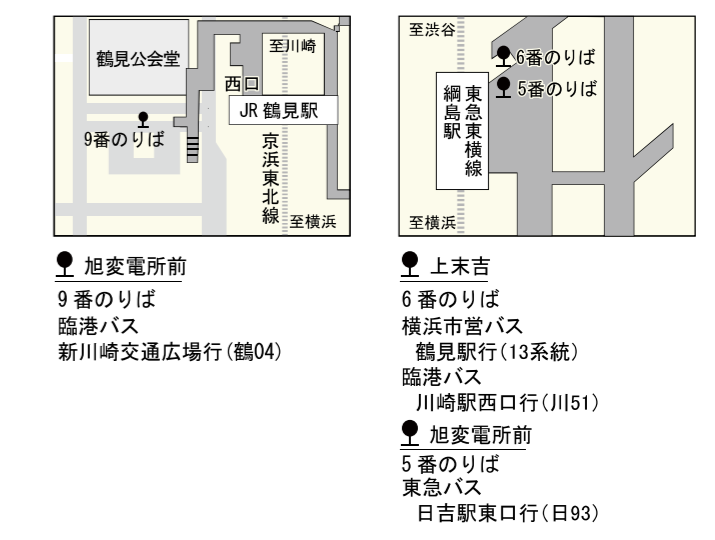 鶴見公会堂
至川崎
西口
JR 鶴見駅
9番のりば
京浜東北線
至横浜
旭変電所前
9 番のりば
臨港バス
新川崎交通広場行(鶴04)
至渋谷
6番のりば
5番のりば
東急東横線
綱島駅
至横浜
上末吉
6 番のりば
横浜市営バス
鶴見駅行(13系統)
臨港バス
川崎駅西口行(川51)
旭変電所前
5 番のりば
東急バス
日吉駅東口行(日93)